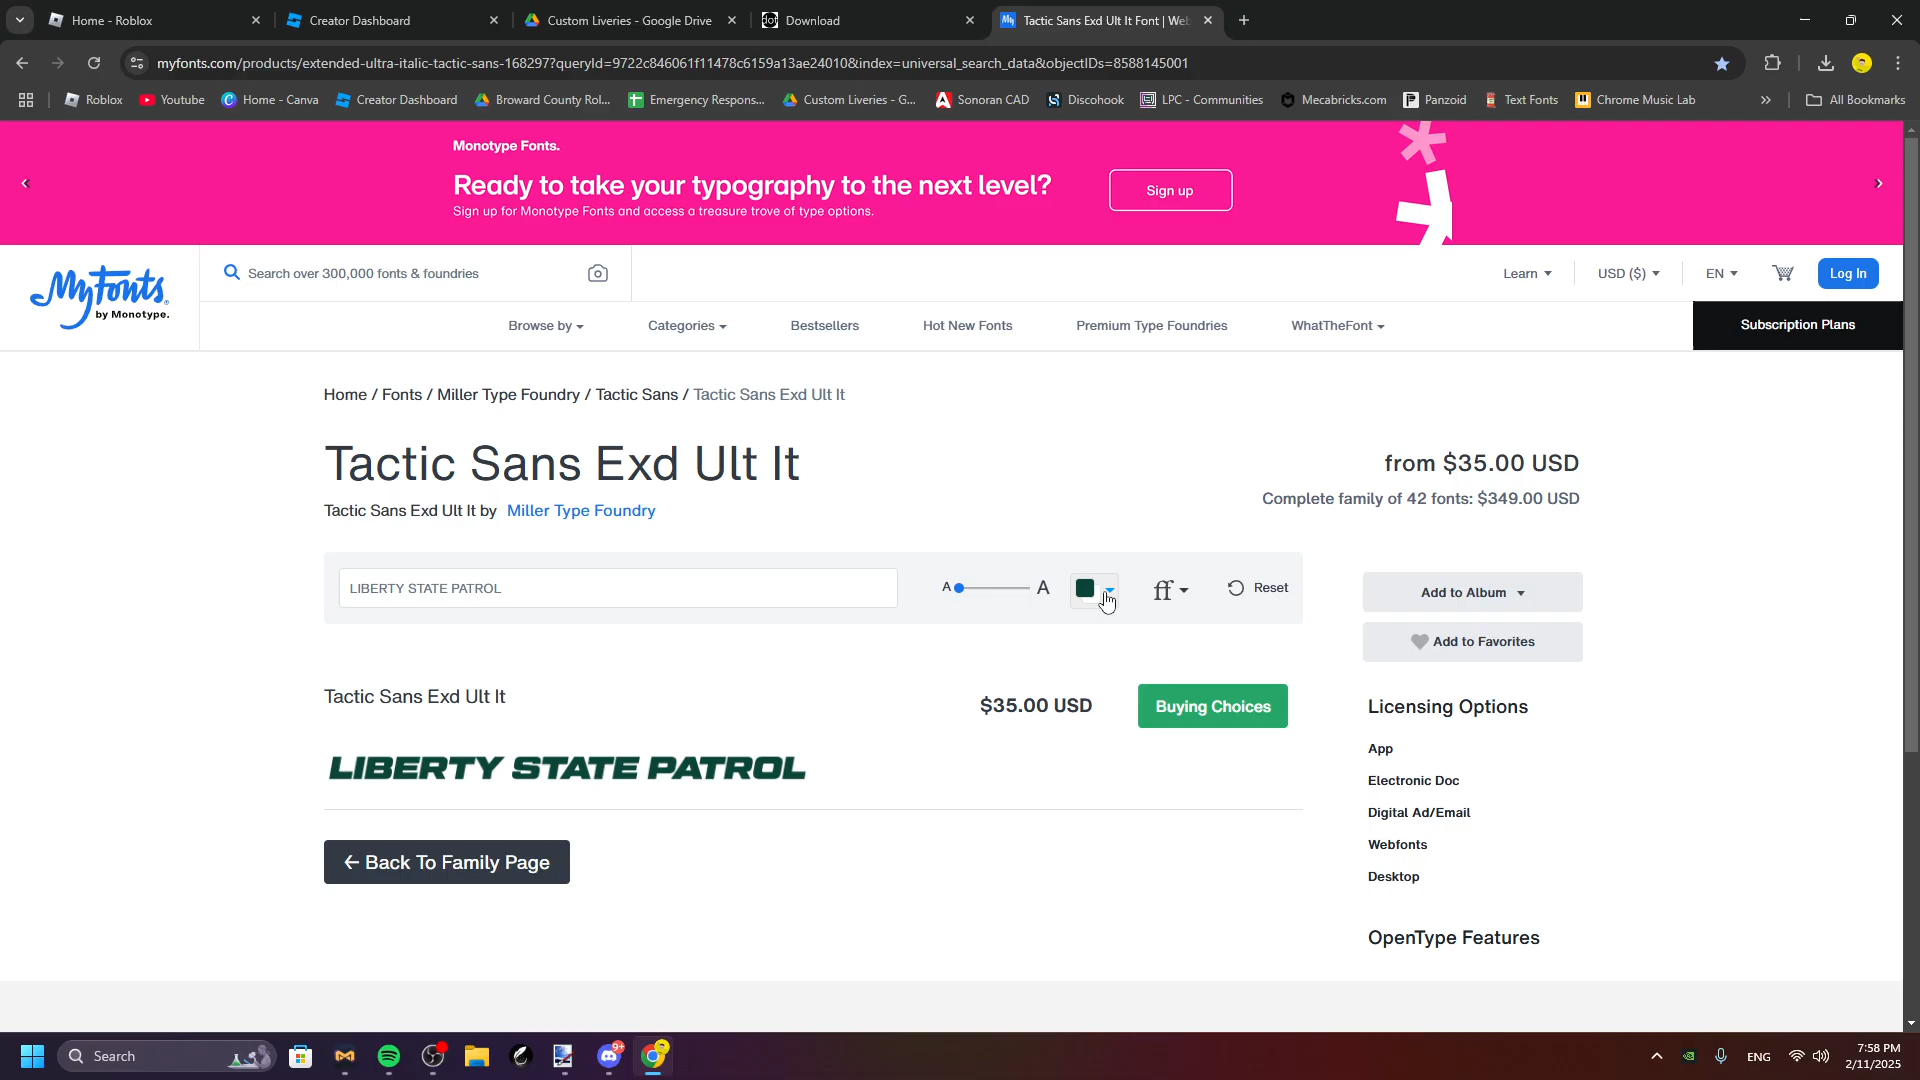 Home - Roblox
Creator Dashboard
Custom Liveries - Google Drive
dot
Download
My
Tactic Sans Exd Ult It Font | Web
myfonts.com/products/extended-ultra-italic-tactic-sans-168297?queryId=9722c846061f11478c6159a13ae24010&index=universal_search_data&objectIDs=8588145001
Roblox
Youtube
Home - Canva
Creator Dashboard
Broward County Rol...
Emergency Respons...
Custom Liveries - G...
Sonoran CAD
Discohook
LPC - Communities
Mecabricks.com
Panzoid
Text Fonts
Chrome Music Lab
All Bookmarks
Monotype Fonts.
Ready to take your typography to the next level?
Sign up for Monotype Fonts and access a treasure trove of type options.
Sign up
MyFonts
by Monotype.
Search over 300,000 fonts & foundries
Learn
USD ($)
EN
Log In
Browse by
Categories
Bestsellers
Hot New Fonts
Premium Type Foundries
WhatTheFont
Subscription Plans
Home / Fonts / Miller Type Foundry / Tactic Sans / Tactic Sans Exd Ult It
Tactic Sans Exd Ult It
from $35.00 USD
Complete family of 42 fonts: $349.00 USD
Tactic Sans Exd Ult It by Miller Type Foundry
LIBERTY STATE PATROL
A
A
ff
Reset
Add to Album
Add to Favorites
Tactic Sans Exd Ult It
$35.00 USD
Buying Choices
LIBERTY STATE PATROL
Back To Family Page
Licensing Options
App
Electronic Doc
Digital Ad/Email
Webfonts
Desktop
OpenType Features
Search
9+
ENG
7:58 PM
2/11/2025